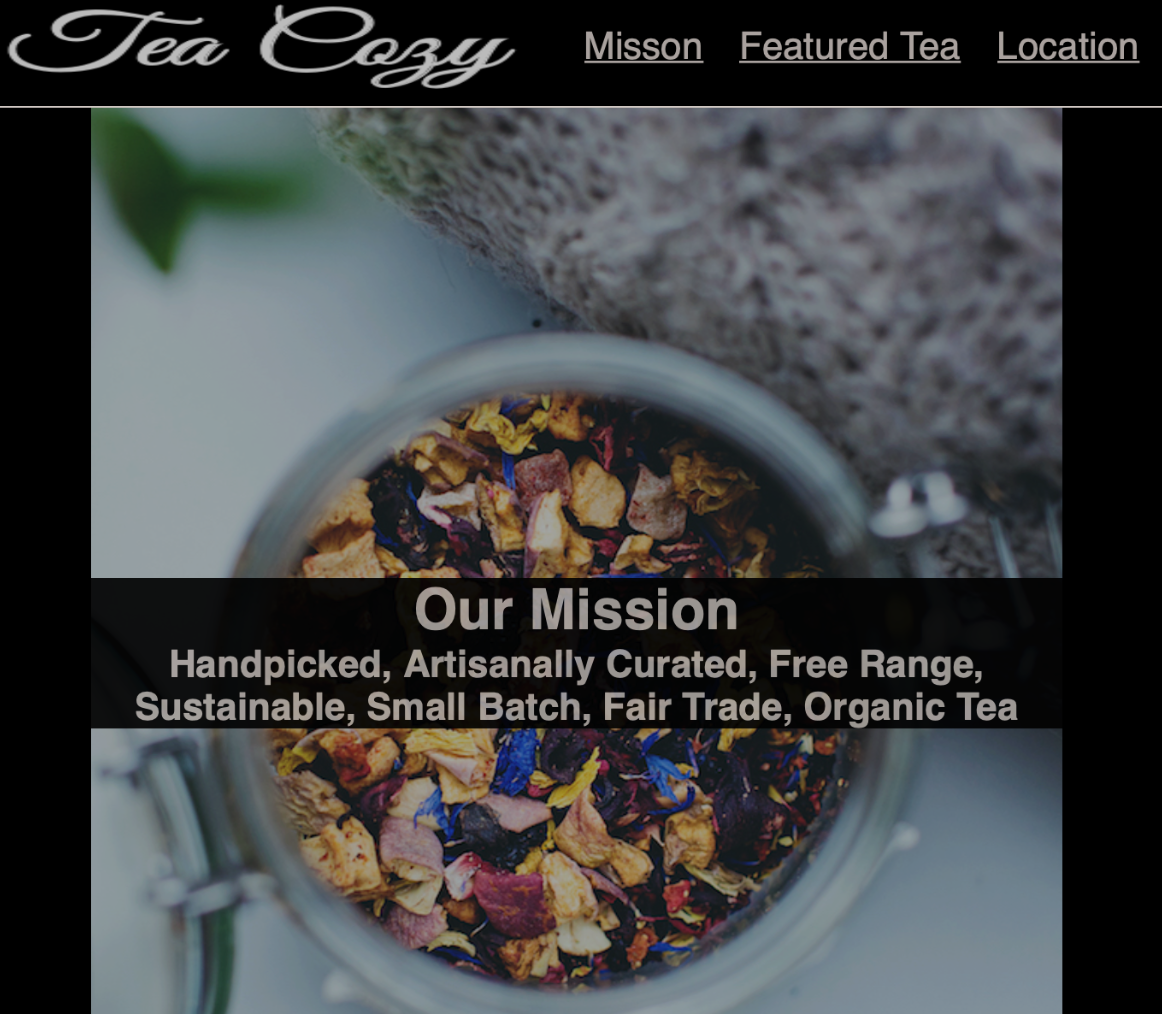 Tea Cozy
Misson Featured Tea Location
Our Mission
Handpicked, Artisanally Curated, Free Range,
Sustainable, Small Batch, Fair Trade, Organic Tea